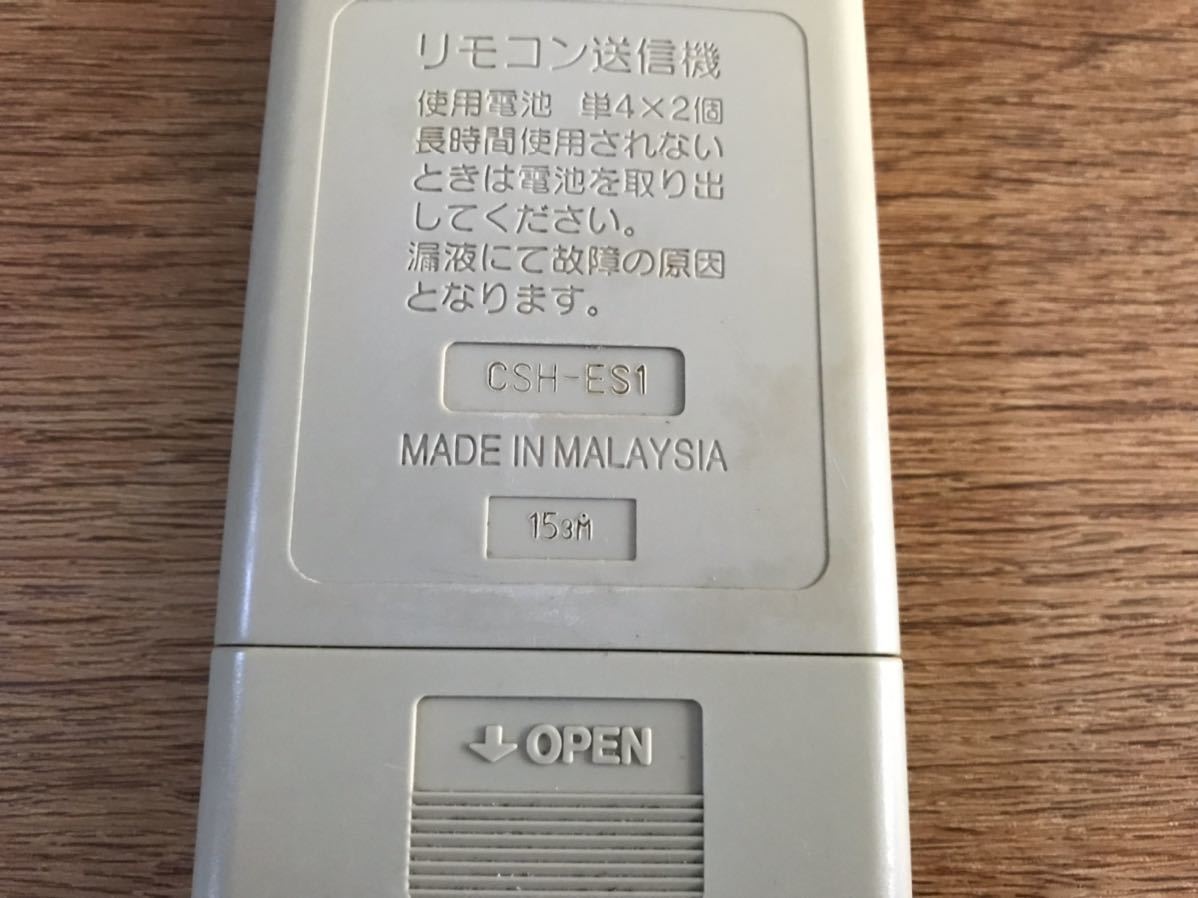 リモコン送信機
使用電池 単4×2個
長時間使用されない
ときは電池を取り出
してください。
漏液にて故障の原因
となります。
CSH-ES1
MADE IN MALAYSIA
153M
↓OPEN